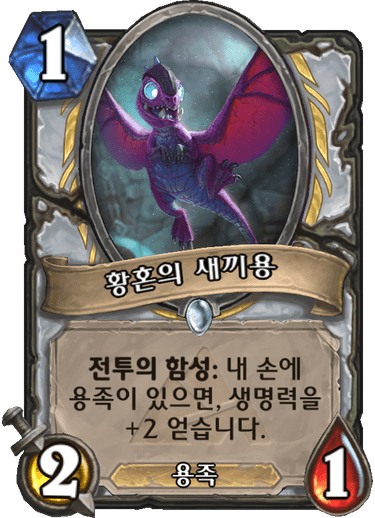 1
황혼의 새끼용
전투의 함성: 내 손에
용족이 있으면, 생명력을
+2 얻습니다.
2
용족
1